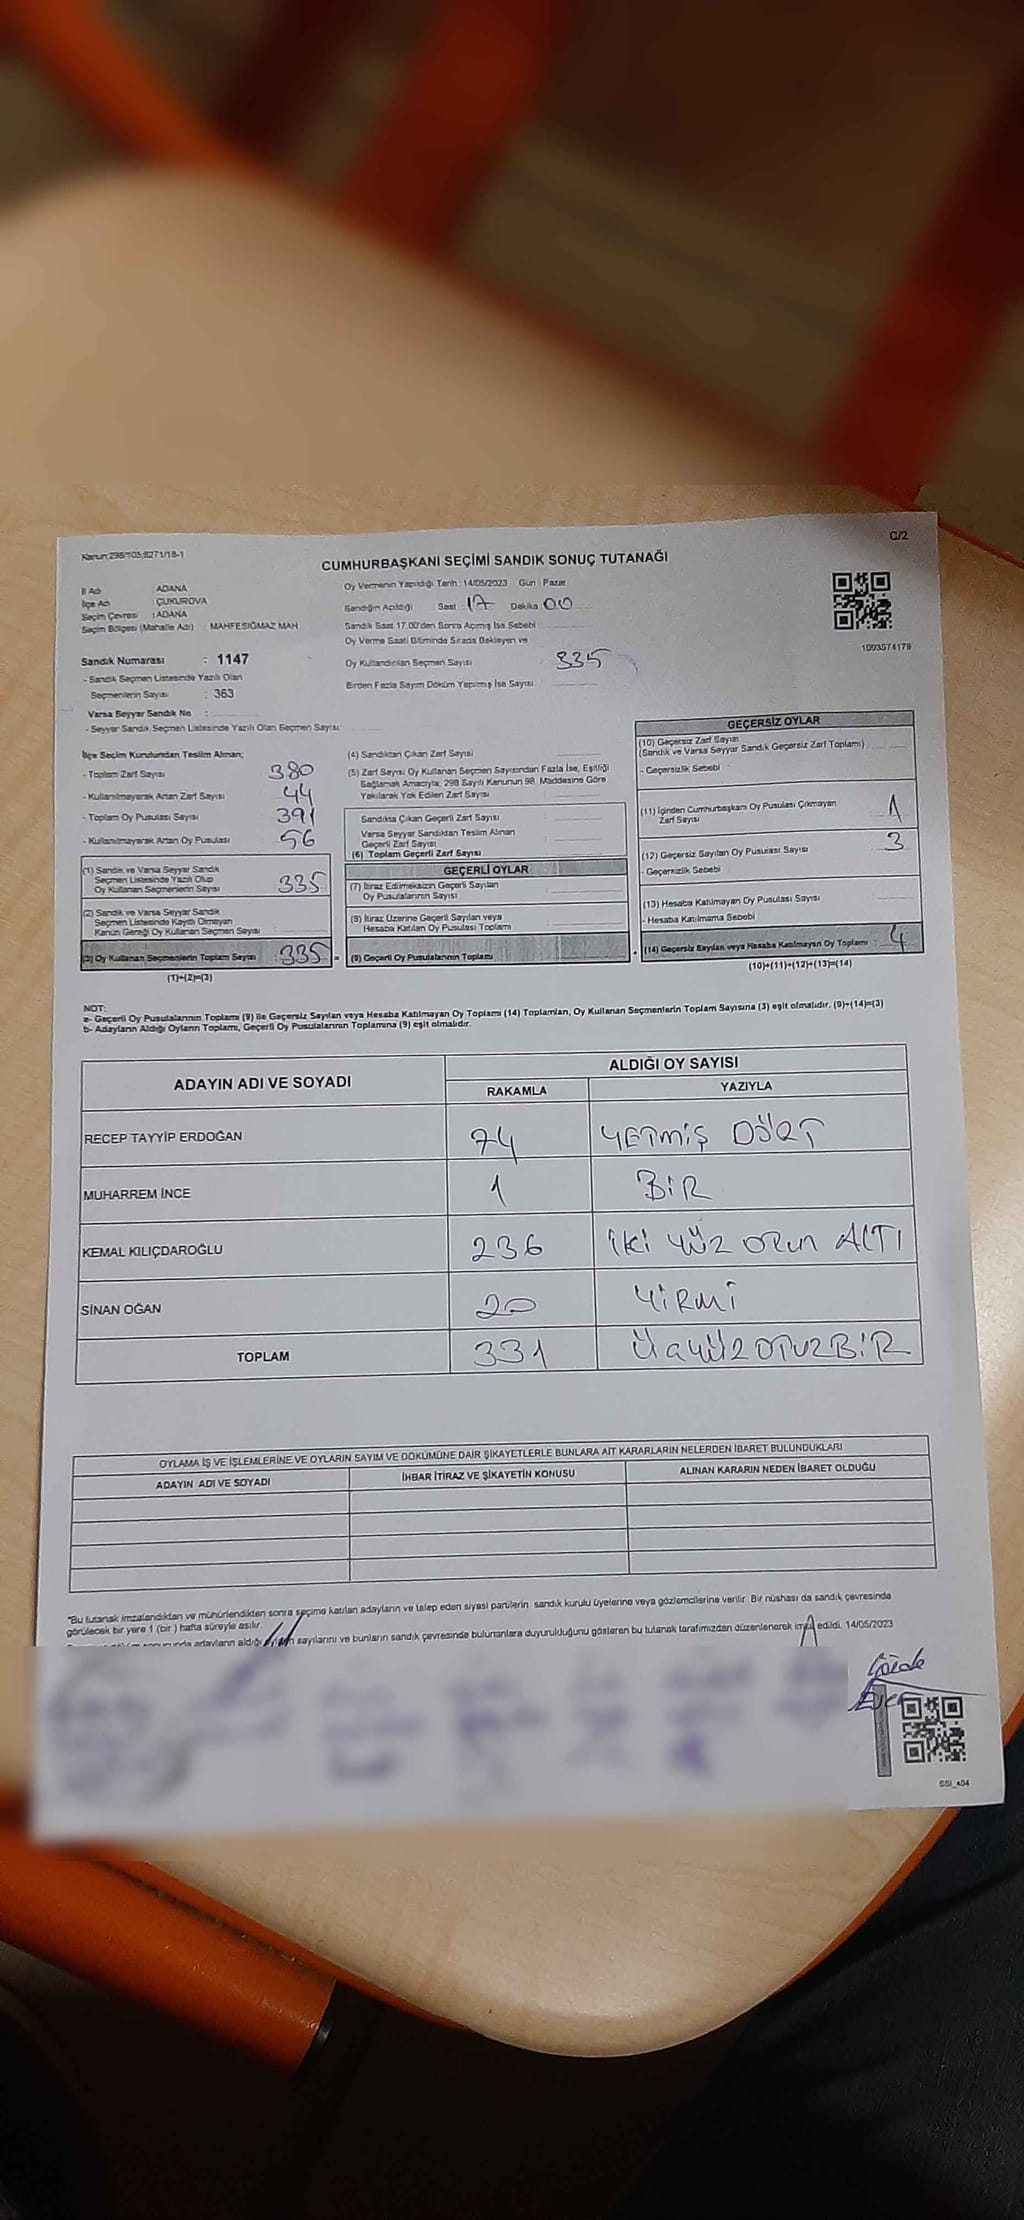 Kanun:298/105;6271/18-1
C/2
CUMHURBAŞKANI SEÇİMİ SANDIK SONUÇ TUTANAĞI
İl Adı : ADANA
İlçe Adı : ÇUKUROVA
Seçim Çevresi : ADANA
Seçim Bölgesi (Mahalle Adı) : MAHFESIĞMAZ MAH
Oy Vermenin Yapıldığı Tarih : 14/05/2023 Gün : Pazar
Sandığın Açıldığı Saat 17 Dakika 00
Sandık Saat 17.00'den Sonra Açılmış İse Sebebi
Oy Verme Saati Bitiminde Sırada Bekleyen ve
Oy Kullandırılan Seçmen Sayısı 335
Birden Fazla Sayım Döküm Yapılmış İse Sayısı
1093574179
Sandık Numarası : 1147
- Sandık Seçmen Listesinde Yazılı Olan
Seçmenlerin Sayısı : 363
Varsa Seyyar Sandık No :
- Seyyar Sandık Seçmen Listesinde Yazılı Olan Seçmen Sayısı:
İlçe Seçim Kurulundan Teslim Alınan;
- Toplam Zarf Sayısı 380
- Kullanılmayarak Artan Zarf Sayısı 44
- Toplam Oy Pusulası Sayısı 391
- Kullanılmayarak Artan Oy Pusulası 56
(1) Sandık ve Varsa Seyyar Sandık
Seçmen Listesinde Yazılı Olup
Oy Kullanan Seçmenlerin Sayısı 335
(2) Sandık ve Varsa Seyyar Sandık
Seçmen Listesinde Kayıtlı Olmayan
Kanun Gereği Oy Kullanan Seçmen Sayısı
(3) Oy Kullanan Seçmenlerin Toplam Sayısı 335
(1)+(2)=(3)
(4) Sandıktan Çıkan Zarf Sayısı
(5) Zarf Sayısı Oy Kullanan Seçmen Sayısından Fazla İse, Eşitliği
Sağlamak Amacıyla, 298 Sayılı Kanunun 98. Maddesine Göre
Yakılarak Yok Edilen Zarf Sayısı
Sandıkta Çıkan Geçerli Zarf Sayısı
Varsa Seyyar Sandıktan Teslim Alınan
Geçerli Zarf Sayısı
(6) Toplam Geçerli Zarf Sayısı
GEÇERLİ OYLAR
(7) İtiraz Edilmeksizin Geçerli Sayılan
Oy Pusulalarının Sayısı
(8) İtiraz Üzerine Geçerli Sayılan veya
Hesaba Katılan Oy Pusulası Toplamı
(9) Geçerli Oy Pusulalarının Toplamı
GEÇERSİZ OYLAR
(10) Geçersiz Zarf Sayısı
(Sandık ve Varsa Seyyar Sandık Geçersiz Zarf Toplamı)
- Geçersizlik Sebebi
(11) İçinden Cumhurbaşkanı Oy Pusulası Çıkmayan
Zarf Sayısı 1
(12) Geçersiz Sayılan Oy Pusulası Sayısı 3
- Geçersizlik Sebebi
(13) Hesaba Katılmayan Oy Pusulası Sayısı
- Hesaba Katılmama Sebebi
(14) Geçersiz Sayılan veya Hesaba Katılmayan Oy Toplamı 4
(10)+(11)+(12)+(13)=(14)
NOT:
a- Geçerli Oy Pusulalarının Toplamı (9) ile Geçersiz Sayılan veya Hesaba Katılmayan Oy Toplamı (14) Toplamları, Oy Kullanan Seçmenlerin Toplam Sayısına (3) eşit olmalıdır. (9)+(14)=(3)
b- Adayların Aldığı Oyların Toplamı, Geçerli Oy Pusulalarının Toplamına (9) eşit olmalıdır.
ADAYIN ADI VE SOYADI
ALDIĞI OY SAYISI
RAKAMLA YAZIYLA
RECEP TAYYİP ERDOĞAN 74 YETMİŞ DÖRT
MUHARREM İNCE 1 BİR
KEMAL KILIÇDAROĞLU 236 İKİ YÜZ OTUZ ALTI
SİNAN OĞAN 20 YİRMİ
TOPLAM 331 ÜÇ YÜZ OTUZ BİR
OYLAMA İŞ VE İŞLEMLERİNE VE OYLARIN SAYIM VE DÖKÜMÜNE DAİR ŞİKAYETLERLE BUNLARA AİT KARARLARIN NELERDEN İBARET BULUNDUKLARI
ADAYIN ADI VE SOYADI İHBAR İTİRAZ VE ŞİKAYETİN KONUSU ALINAN KARARIN NEDEN İBARET OLDUĞU
"Bu tutanak imzalandıktan ve mühürlendikten sonra seçime katılan adayların ve talep eden siyasi partilerin sandık kurulu üyelerine veya gözlemcilerine verilir. Bir nüshası da sandık çevresinde
görülecek bir yere 1 (bir ) hafta süreyle asılır.
adayların aldığı oyların sayılarını ve bunların sandık çevresinde bulunanlara duyurulduğunu gösteren bu tutanak tarafımızdan düzenlenerek imza edildi. 14/05/2023
Gözde
SSI_404